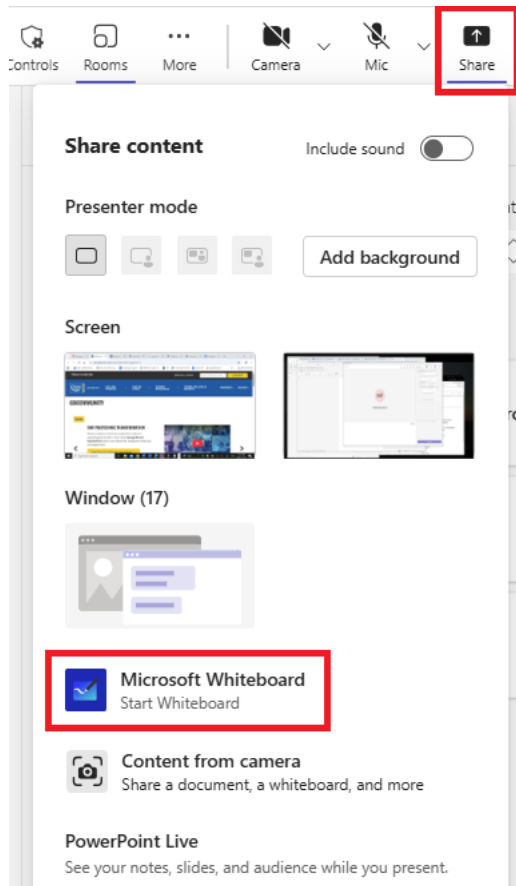 Controls Rooms More Camera Mic Share
Share content Include sound
Presenter mode
Add background
Screen
Window (17)
Microsoft Whiteboard
Start Whiteboard
Content from camera
Share a document, a whiteboard, and more
PowerPoint Live
See your notes, slides, and audience while you present.